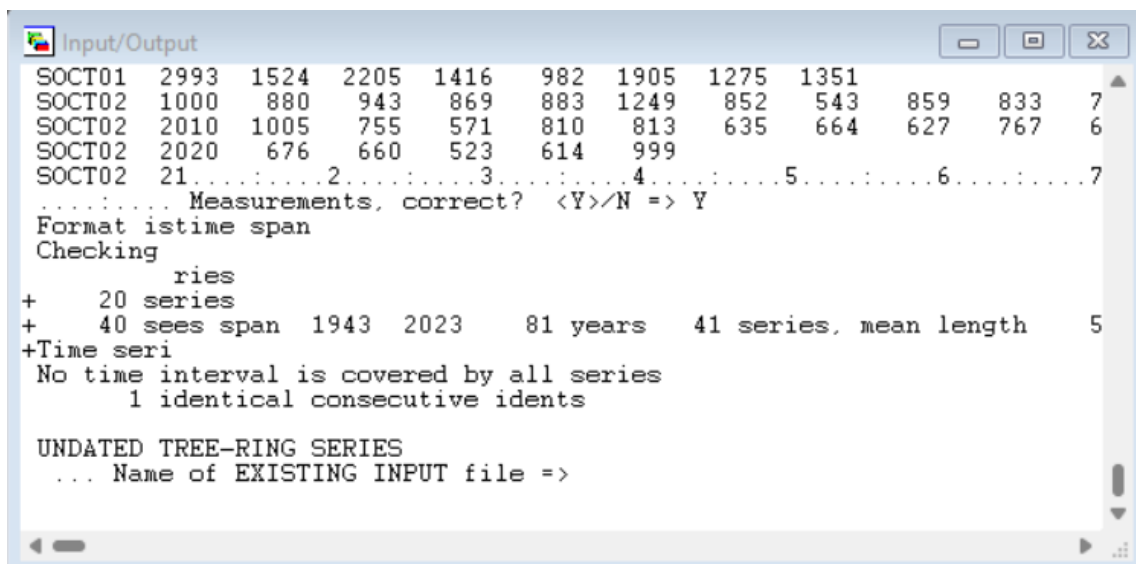 Input/Output
SOCT01 2993 1524 2205 1416 982 1905 1275 1351
SOCT02 1000 880 943 869 883 1249 852 543 859 833 7
SOCT02 2010 1005 755 571 810 813 635 664 627 767 6
SOCT02 2020 676 660 523 614 999
SOCT02 21....:....2....:....3....:....4....:....5....:....6....:....7
....:.... Measurements, correct? <Y>/N => Y
Format istime span
Checking
ries
+ 20 series
+ 40 sees span 1943 2023 81 years 41 series, mean length 5
+Time seri
No time interval is covered by all series
1 identical consecutive idents
UNDATED TREE-RING SERIES
... Name of EXISTING INPUT file =>